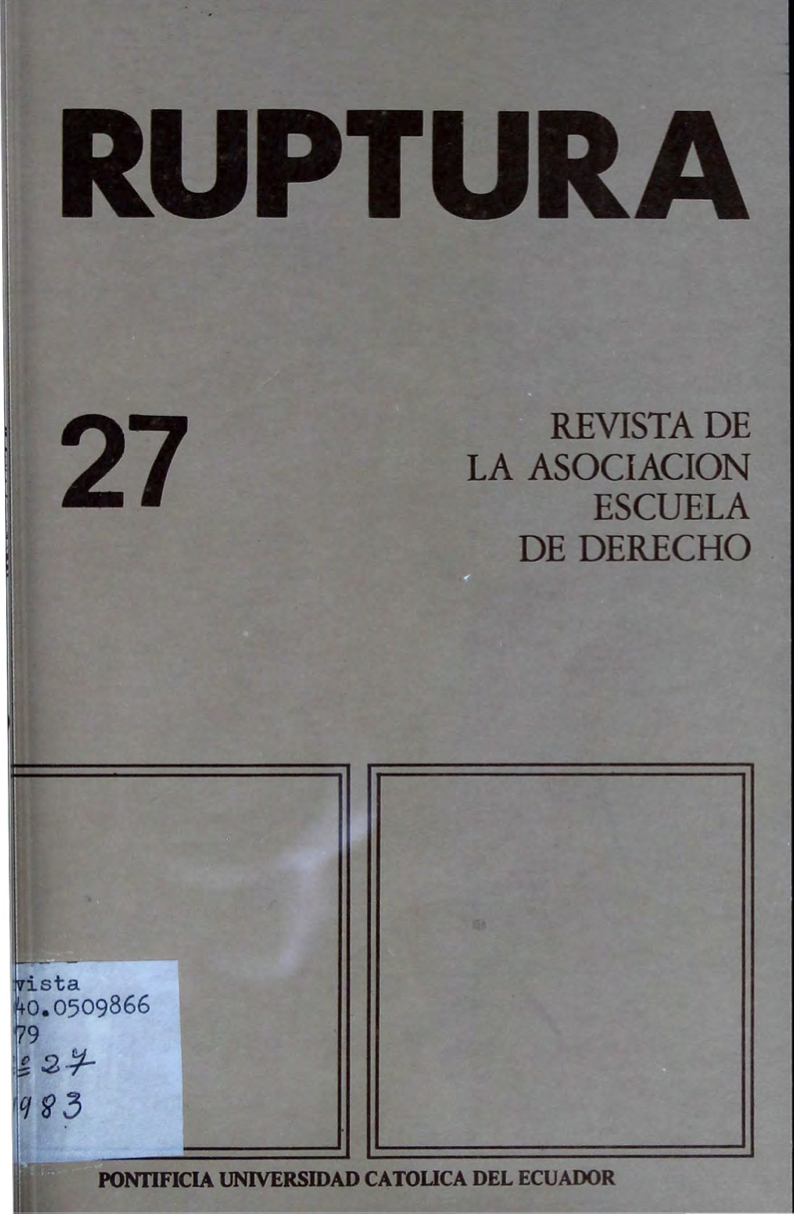 RUPTURA
27
REVISTA DE
LA ASOCIACION
ESCUELA
DE DERECHO
vista
40.0509866
79
º 27
1983
PONTIFICIA UNIVERSIDAD CATOLICA DEL ECUADOR